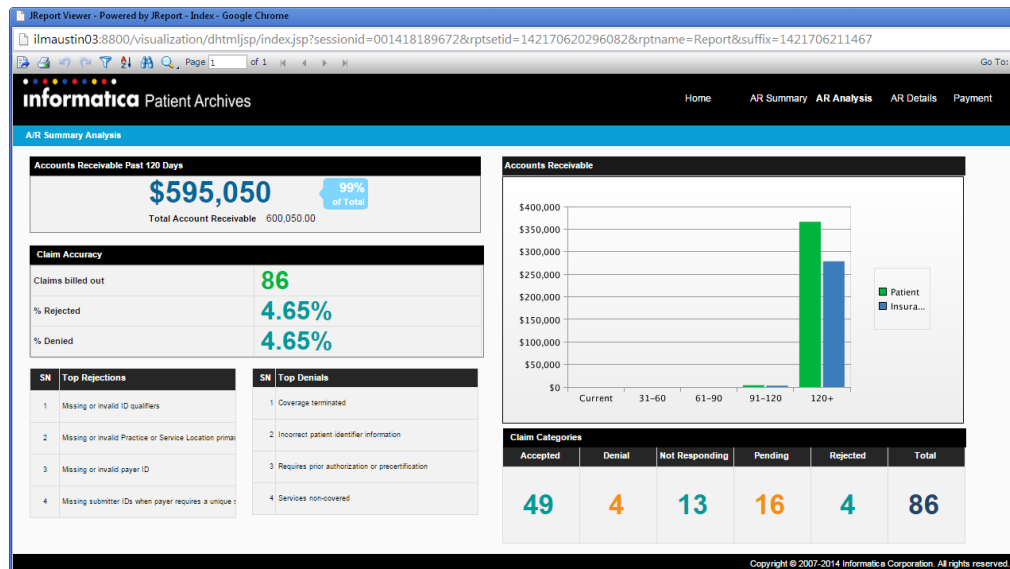 JReport Viewer - Powered by JReport - Index - Google Chrome
ilmaustin03:8800/visualization/dhtmljsp/index.jsp?sessionid=001418189672&rptsetid=142170620296082&rptname=Report&suffix=1421706211467
Page 1 of 1 Go To:
informatica Patient Archives
Home AR Summary AR Analysis AR Details Payment
A/R Summary Analysis
Accounts Receivable Past 120 Days
$595,050
99%
of Total
Total Account Receivable 600,050.00
Claim Accuracy
Claims billed out 86
% Rejected 4.65%
% Denied 4.65%
SN Top Rejections
1 Missing or invalid ID qualifiers
2 Missing or invalid Practice or Service Location prima
3 Missing or invalid payer ID
4 Missing submitter IDs when payer requires a unique s
SN Top Denials
1 Coverage terminated
2 Incorrect patient identifier information
3 Requires prior authorization or precertification
4 Services non-covered
Accounts Receivable
$400,000
$350,000
$300,000
$250,000
$200,000
$150,000
$100,000
$50,000
$0
Current 31-60 61-90 91-120 120+
Patient
Insura...
Claim Categories
Accepted Denial Not Responding Pending Rejected Total
49 4 13 16 4 86
Copyright © 2007-2014 Informatica Corporation. All rights reserved.